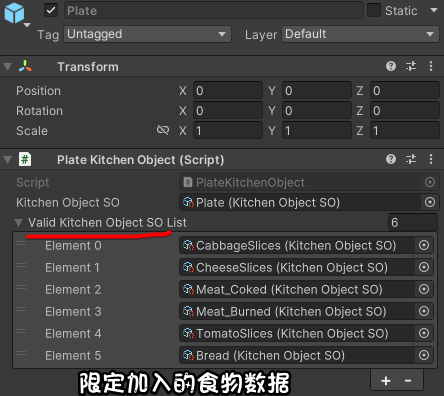 Plate
Static
Tag Untagged Layer Default
Transform
Position X 0 Y 0 Z 0
Rotation X 0 Y 0 Z 0
Scale X 1 Y 1 Z 1
Plate Kitchen Object (Script)
Script PlateKitchenObject
Kitchen Object SO Plate (Kitchen Object SO)
Valid Kitchen Object SO List 6
Element 0 CabbageSlices (Kitchen Object SO)
Element 1 CheeseSlices (Kitchen Object SO)
Element 2 Meat_Coked (Kitchen Object SO)
Element 3 Meat_Burned (Kitchen Object SO)
Element 4 TomatoSlices (Kitchen Object SO)
Element 5 Bread (Kitchen Object SO)
限定加入的食物数据